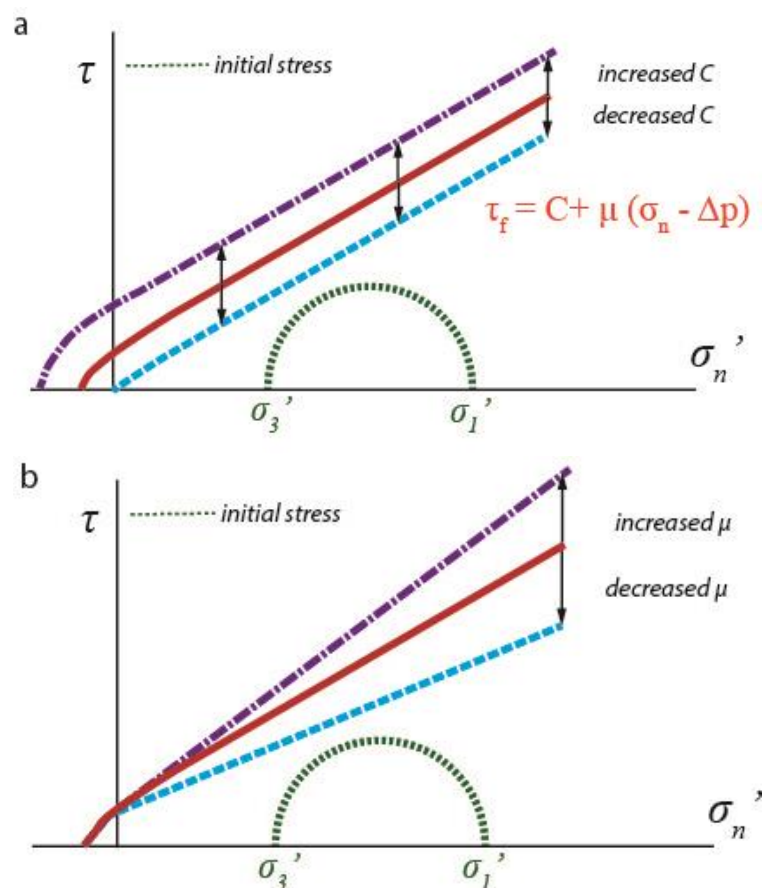 a
τ
initial stress
increased C
decreased C
τf = C+ μ (σn - Δp)
σn’
σ3’
σ1’
b
τ
initial stress
increased μ
decreased μ
σn’
σ3’
σ1’